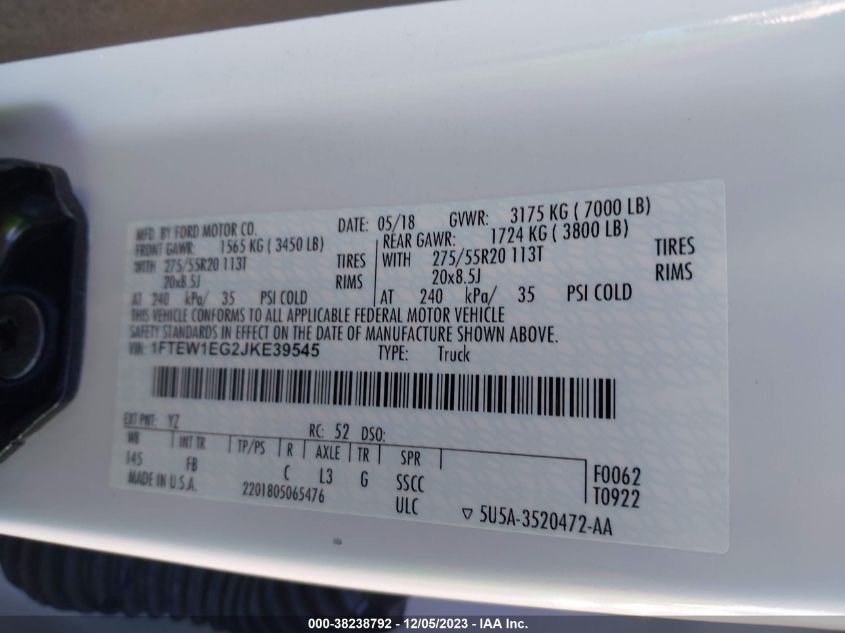 MFD. BY FORD MOTOR CO. DATE: 05/18 GVWR: 3175 KG ( 7000 LB)
FRONT GAWR: 1565 KG ( 3450 LB) REAR GAWR: 1724 KG ( 3800 LB)
WITH 275/55R20 113T TIRES WITH 275/55R20 113T TIRES
20x8.5J RIMS 20x8.5J RIMS
AT 240 kPa/ 35 PSI COLD AT 240 kPa/ 35 PSI COLD
THIS VEHICLE CONFORMS TO ALL APPLICABLE FEDERAL MOTOR VEHICLE
SAFETY STANDARDS IN EFFECT ON THE DATE OF MANUFACTURE SHOWN ABOVE.
VIN: 1FTEW1EG2JKE39545 TYPE: Truck
EXT PNT: YZ RC: 52 DSO:
WB INT TR TP/PS R AXLE TR SPR
145 FB C L3 G SSCC F0062
MADE IN U.S.A. 2201805065476 ULC T0922
▽ 5U5A-3520472-AA
000-38238792 - 12/05/2023 - IAA Inc.